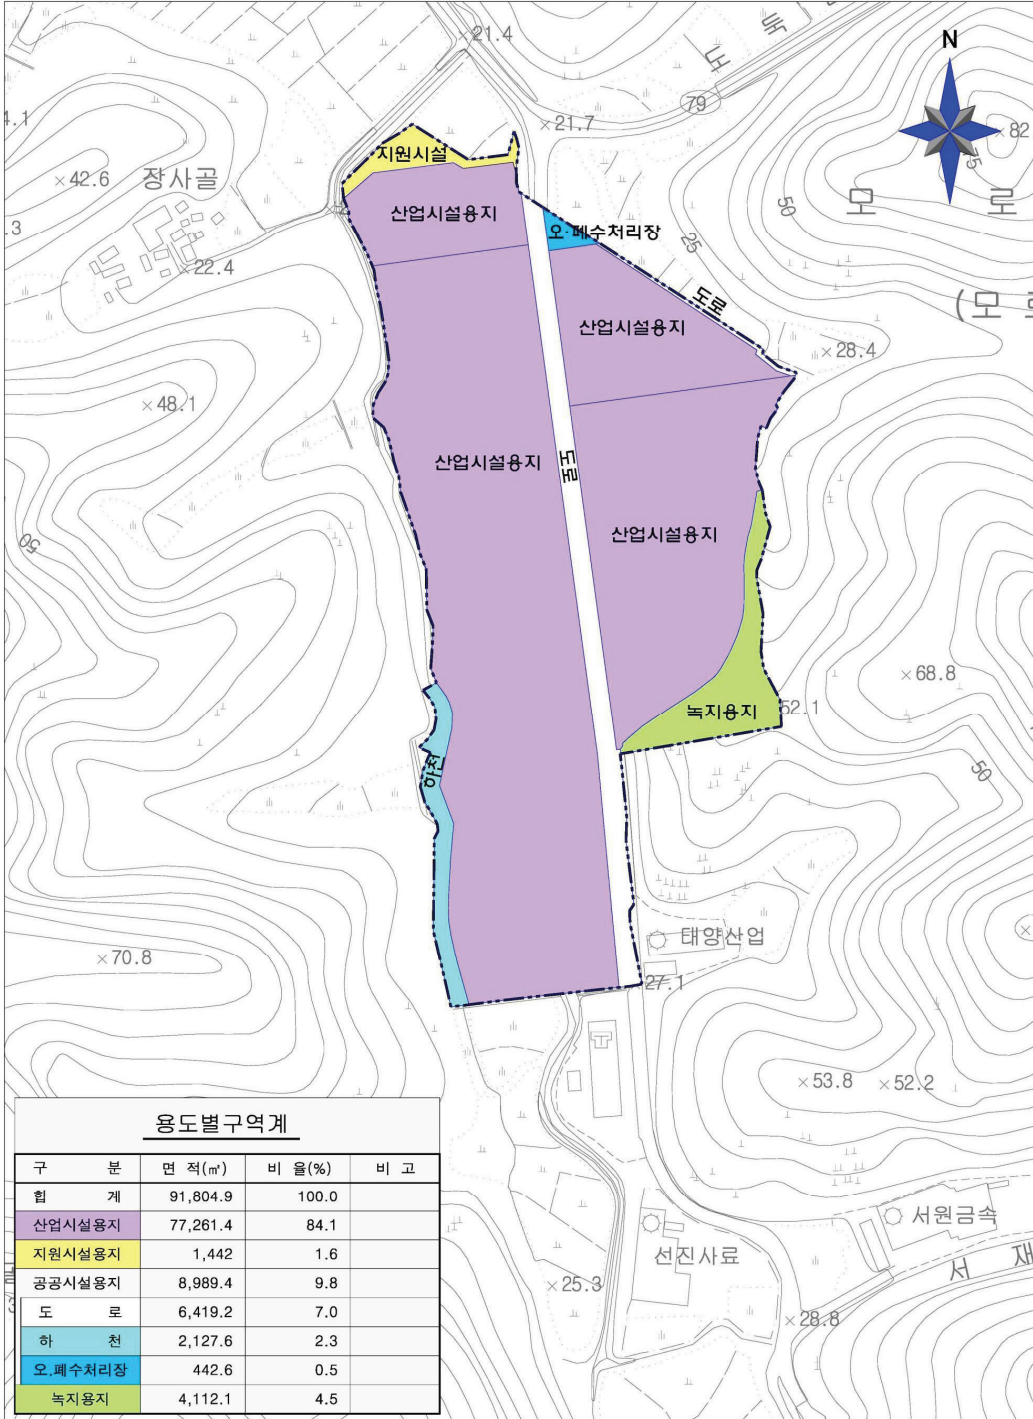 N
×21.4
79
×21.7
×82
75
4.1
×42.6
장사골
지원시설
산업시설용지
50
모 로
오·폐수처리장
.3
×22.4
25
도로
(모
산업시설용지
×28.4
×48.1
산업시설용지
도로
산업시설용지
50
×68.8
녹지용지
52.1
하천
50
×70.8
태양산업
27.1
×53.8
×52.2
서원금속
선진사료
서 재
×25.3
×28.8
용도별구역계
구 분 면 적(㎡) 비 율(%) 비 고
합 계 91,804.9 100.0
산업시설용지 77,261.4 84.1
지원시설용지 1,442 1.6
공공시설용지 8,989.4 9.8
도 로 6,419.2 7.0
하 천 2,127.6 2.3
오.폐수처리장 442.6 0.5
녹지용지 4,112.1 4.5